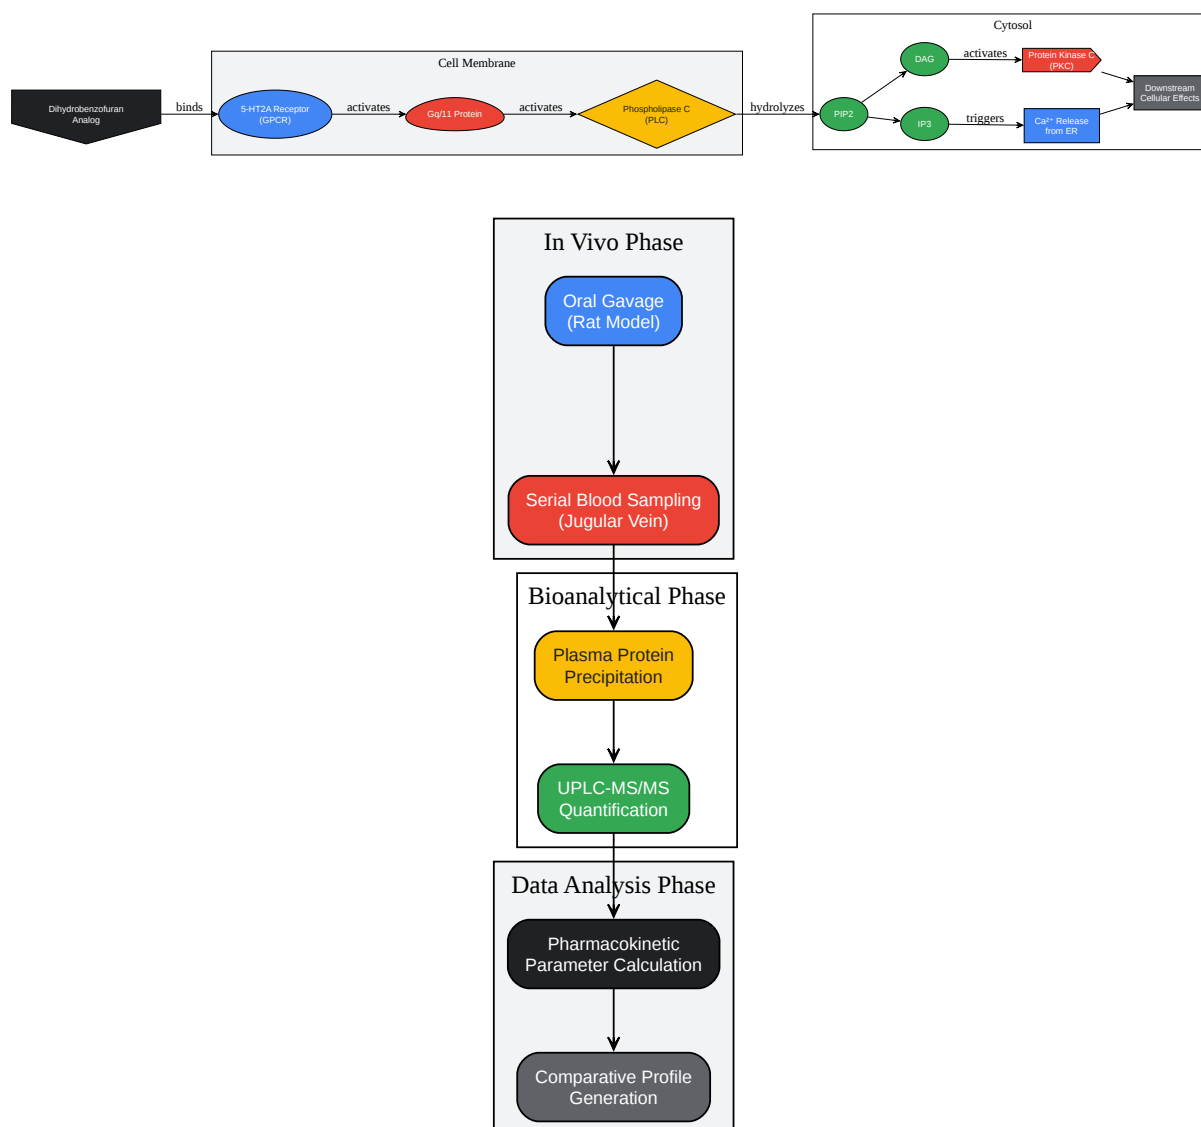 Cytosol
Cell Membrane
Dihydrobenzofuran
Analog
binds
5-HT2A Receptor
(GPCR)
activates
Gq/11 Protein
activates
Phospholipase C
(PLC)
hydrolyzes
PIP2
DAG
activates
Protein Kinase C
(PKC)
IP3
triggers
Ca²⁺ Release
from ER
Downstream
Cellular Effects
In Vivo Phase
Oral Gavage
(Rat Model)
Serial Blood Sampling
(Jugular Vein)
Bioanalytical Phase
Plasma Protein
Precipitation
UPLC-MS/MS
Quantification
Data Analysis Phase
Pharmacokinetic
Parameter Calculation
Comparative Profile
Generation